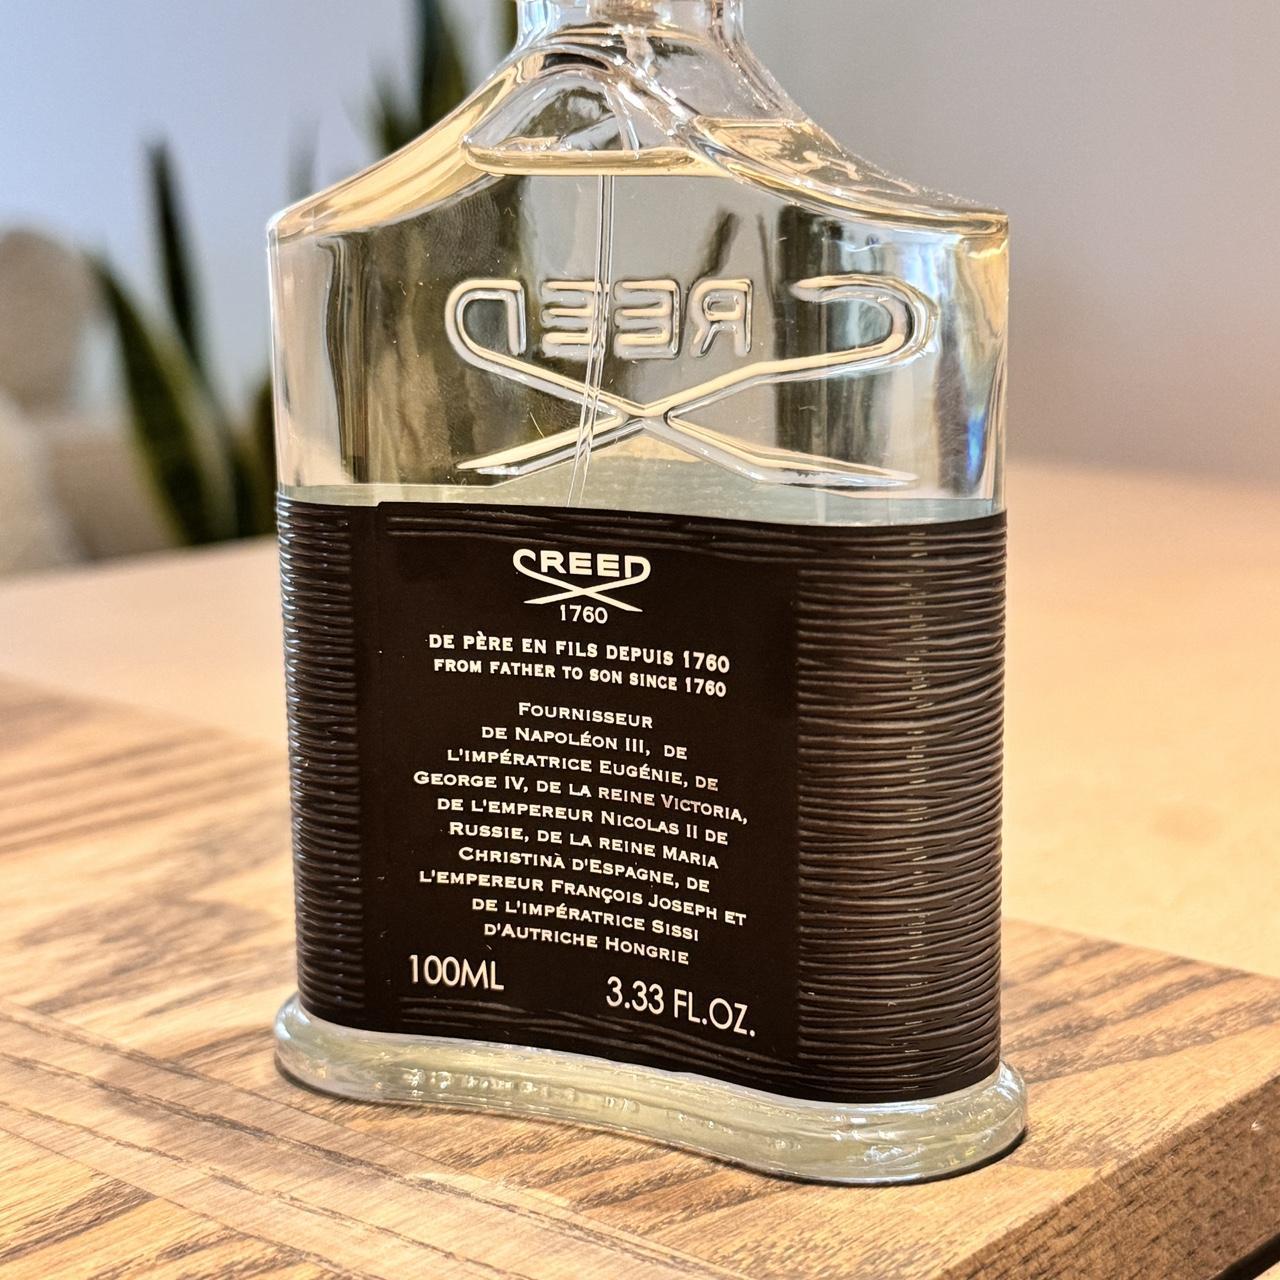 CREED
CREED
1760
DE PÈRE EN FILS DEPUIS 1760
FROM FATHER TO SON SINCE 1760
FOURNISSEUR
DE NAPOLÉON III, DE
L'IMPÉRATRICE EUGÉNIE, DE
GEORGE IV, DE LA REINE VICTORIA,
DE L'EMPEREUR NICOLAS II DE
RUSSIE, DE LA REINE MARIA
CHRISTINÀ D'ESPAGNE, DE
L'EMPEREUR FRANÇOIS JOSEPH ET
DE L'IMPÉRATRICE SISSI
D'AUTRICHE HONGRIE
100ML 3.33 FL.OZ.